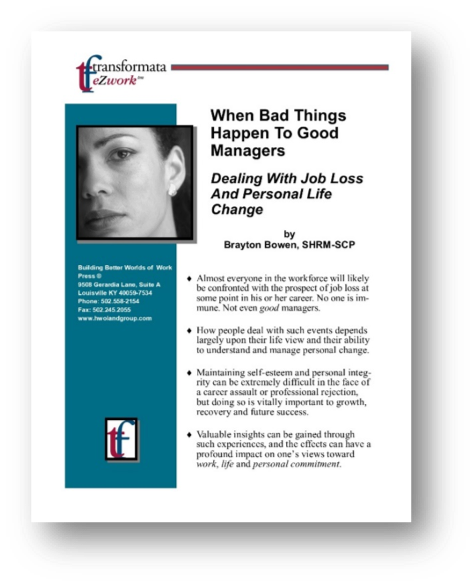 transformata
eZwork™
When Bad Things
Happen To Good
Managers
Dealing With Job Loss
And Personal Life
Change
by
Brayton Bowen, SHRM-SCP
Building Better Worlds of Work
Press ®
9508 Gerardia Lane, Suite A
Louisville KY 40059-7534
Phone: 502.558-2154
Fax: 502.245.2055
www.howlandgroup.com
♦ Almost everyone in the workforce will likely
be confronted with the prospect of job loss at
some point in his or her career. No one is im-
mune. Not even good managers.
♦ How people deal with such events depends
largely upon their life view and their ability
to understand and manage personal change.
♦ Maintaining self-esteem and personal integ-
rity can be extremely difficult in the face of
a career assault or professional rejection,
but doing so is vitally important to growth,
recovery and future success.
♦ Valuable insights can be gained through
such experiences, and the effects can have a
profound impact on one's views toward
work, life and personal commitment.
tf